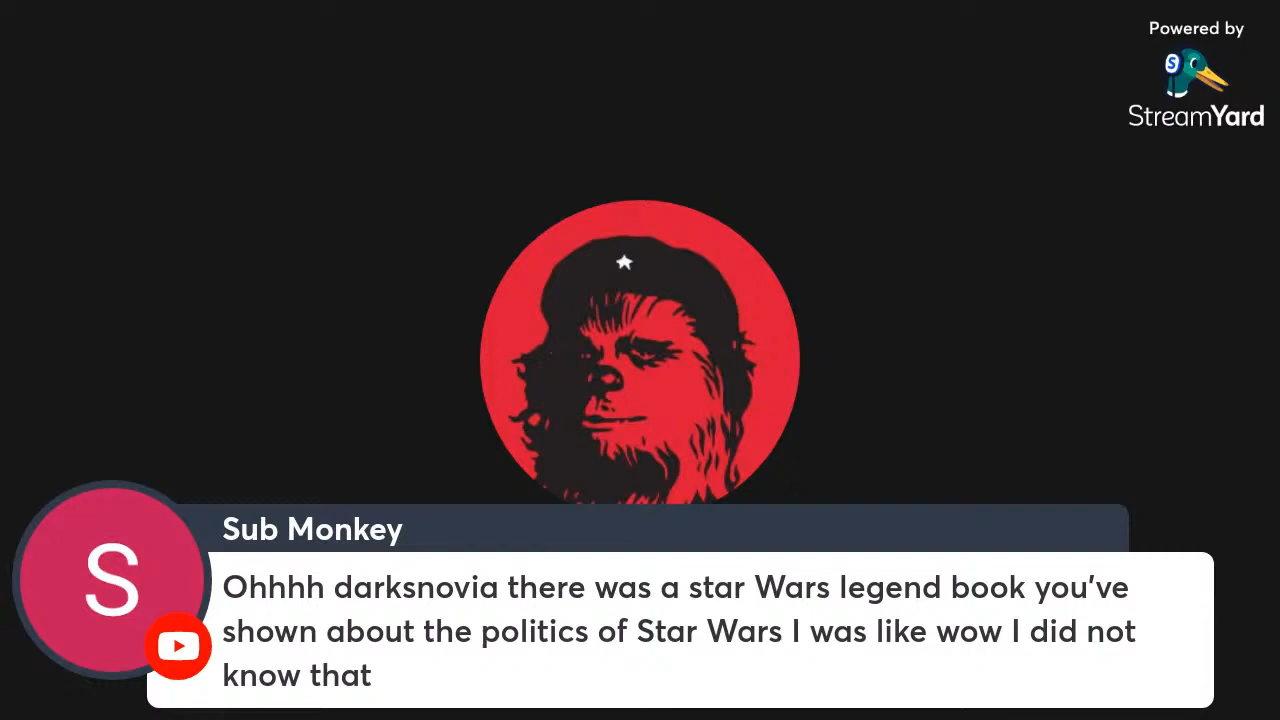 Powered by
S
StreamYard
Sub Monkey
S
Ohhhh darksnovia there was a star Wars legend book you've
shown about the politics of Star Wars I was like wow I did not
know that